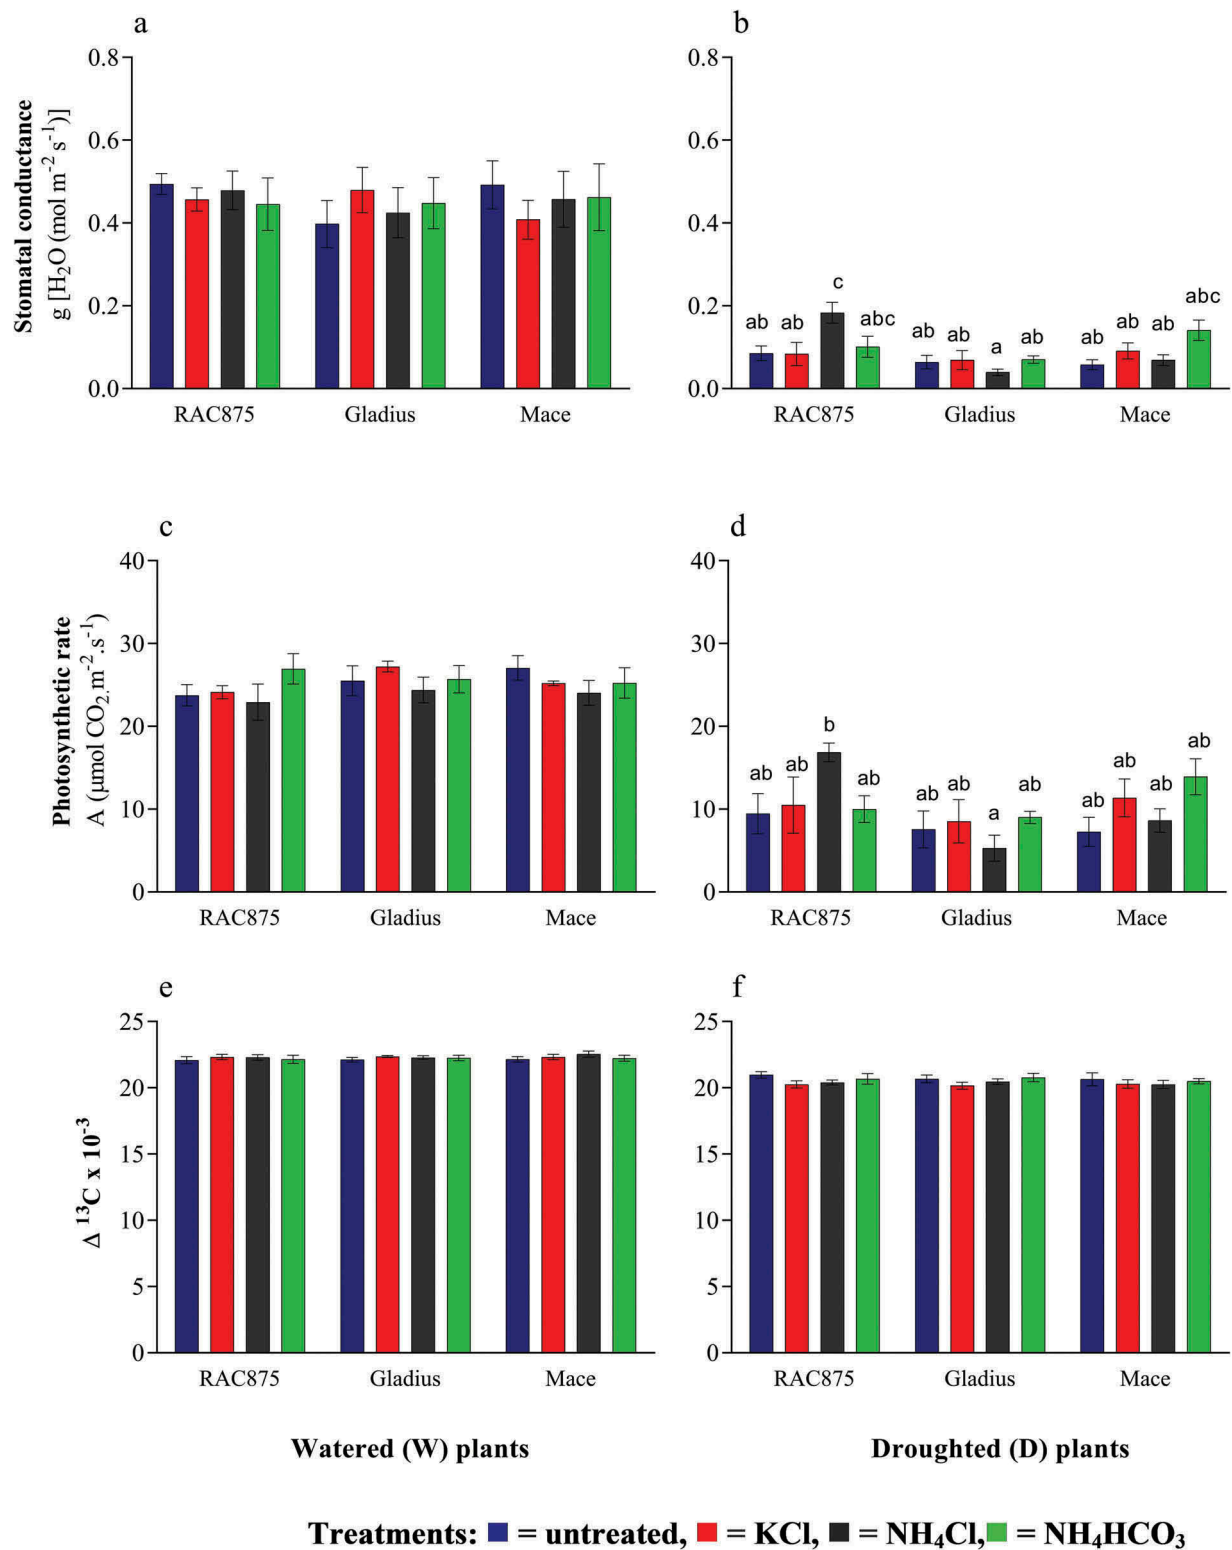 a
b
Stomatal conductance
g [H₂O (mol m⁻² s⁻¹)]
0.8
0.6
0.4
0.2
0.0
RAC875 Gladius Mace
0.8
0.6
0.4
0.2
0.0
ab ab c abc ab ab a ab ab ab ab abc
RAC875 Gladius Mace
c
d
Photosynthetic rate
A (µmol CO₂.m⁻².s⁻¹)
40
30
20
10
0
RAC875 Gladius Mace
40
30
20
10
0
ab ab b ab ab ab a ab ab ab ab ab
RAC875 Gladius Mace
e
f
Δ ¹³C x 10⁻³
25
20
15
10
5
0
RAC875 Gladius Mace
25
20
15
10
5
0
RAC875 Gladius Mace
Watered (W) plants
Droughted (D) plants
Treatments: = untreated, = KCl, = NH₄Cl, = NH₄HCO₃